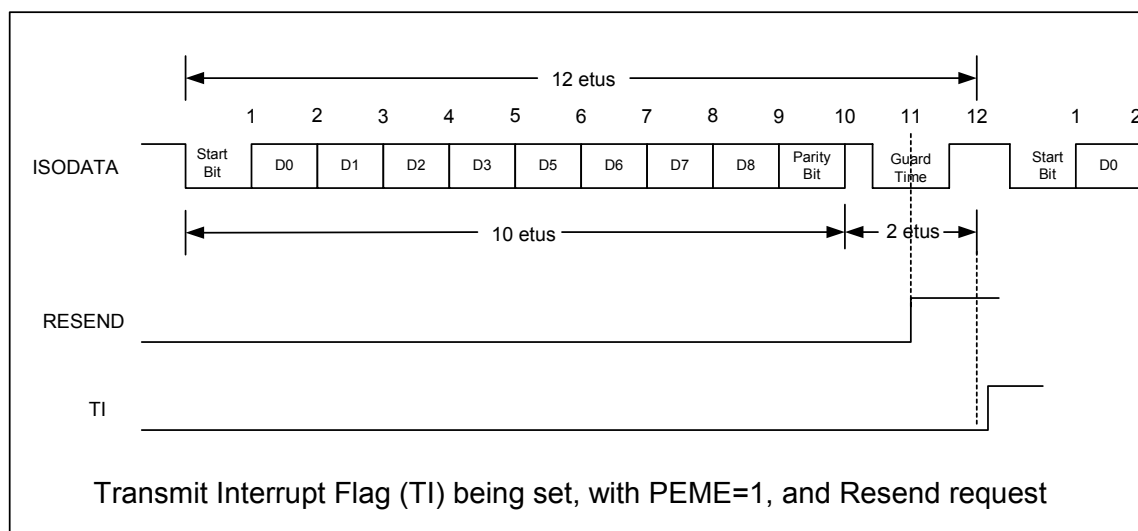 12 etus
1 2 3 4 5 6 7 8 9 10 11 12 1 2
ISODATA
Start Bit D0 D1 D2 D3 D5 D6 D7 D8 Parity Bit Guard Time Start Bit D0
10 etus 2 etus
RESEND
TI
Transmit Interrupt Flag (TI) being set, with PEME=1, and Resend request